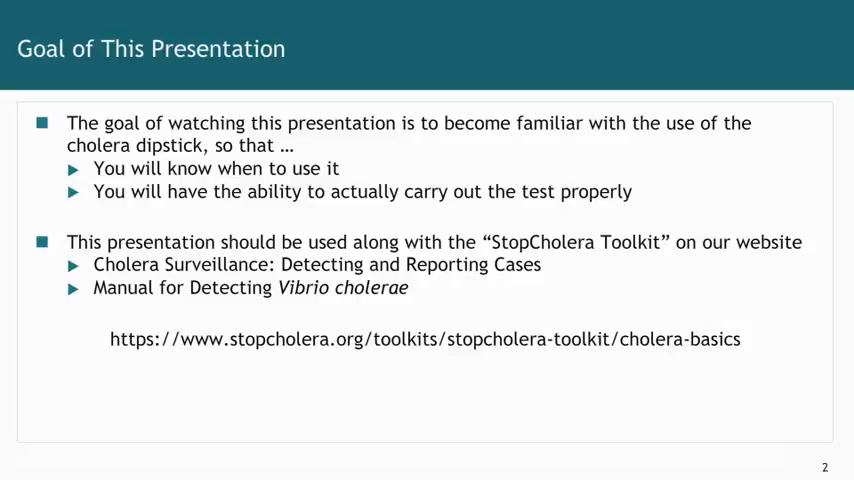 Goal of This Presentation
The goal of watching this presentation is to become familiar with the use of the
cholera dipstick, so that …
You will know when to use it
You will have the ability to actually carry out the test properly
This presentation should be used along with the “StopCholera Toolkit” on our website
Cholera Surveillance: Detecting and Reporting Cases
Manual for Detecting Vibrio cholerae
https://www.stopcholera.org/toolkits/stopcholera-toolkit/cholera-basics
2